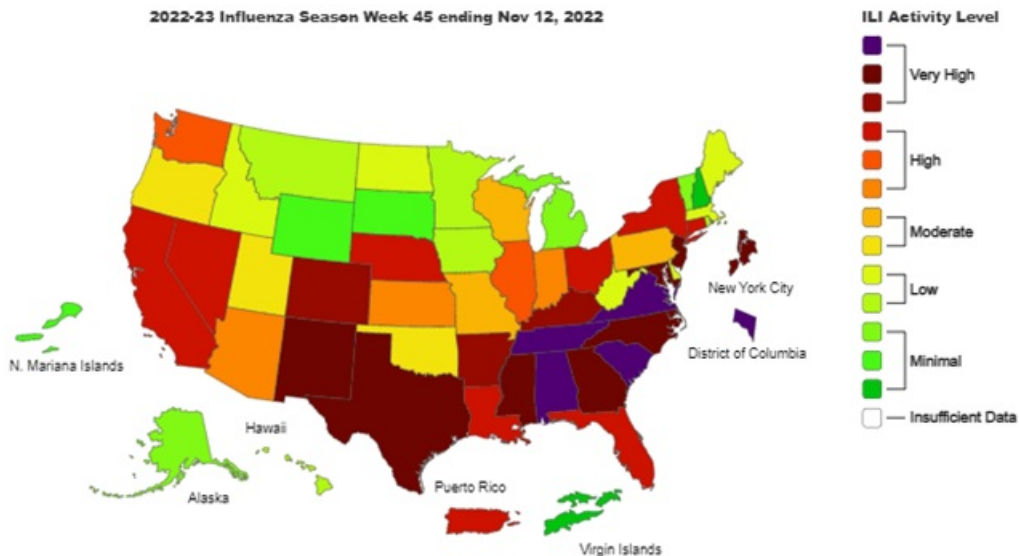 2022-23 Influenza Season Week 45 ending Nov 12, 2022
ILI Activity Level
Very High
High
Moderate
Low
Minimal
Insufficient Data
New York City
District of Columbia
N. Mariana Islands
Hawaii
Alaska
Puerto Rico
Virgin Islands